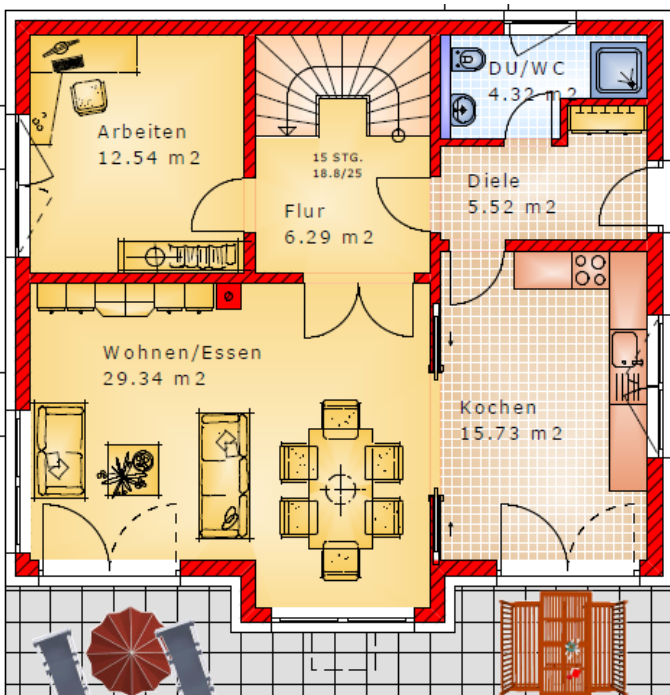 DU/WC
4.32 m2
Arbeiten
12.54 m2
15 STG.
18.8/25
Diele
5.52 m2
Flur
6.29 m2
Wohnen/Essen
29.34 m2
Kochen
15.73 m2